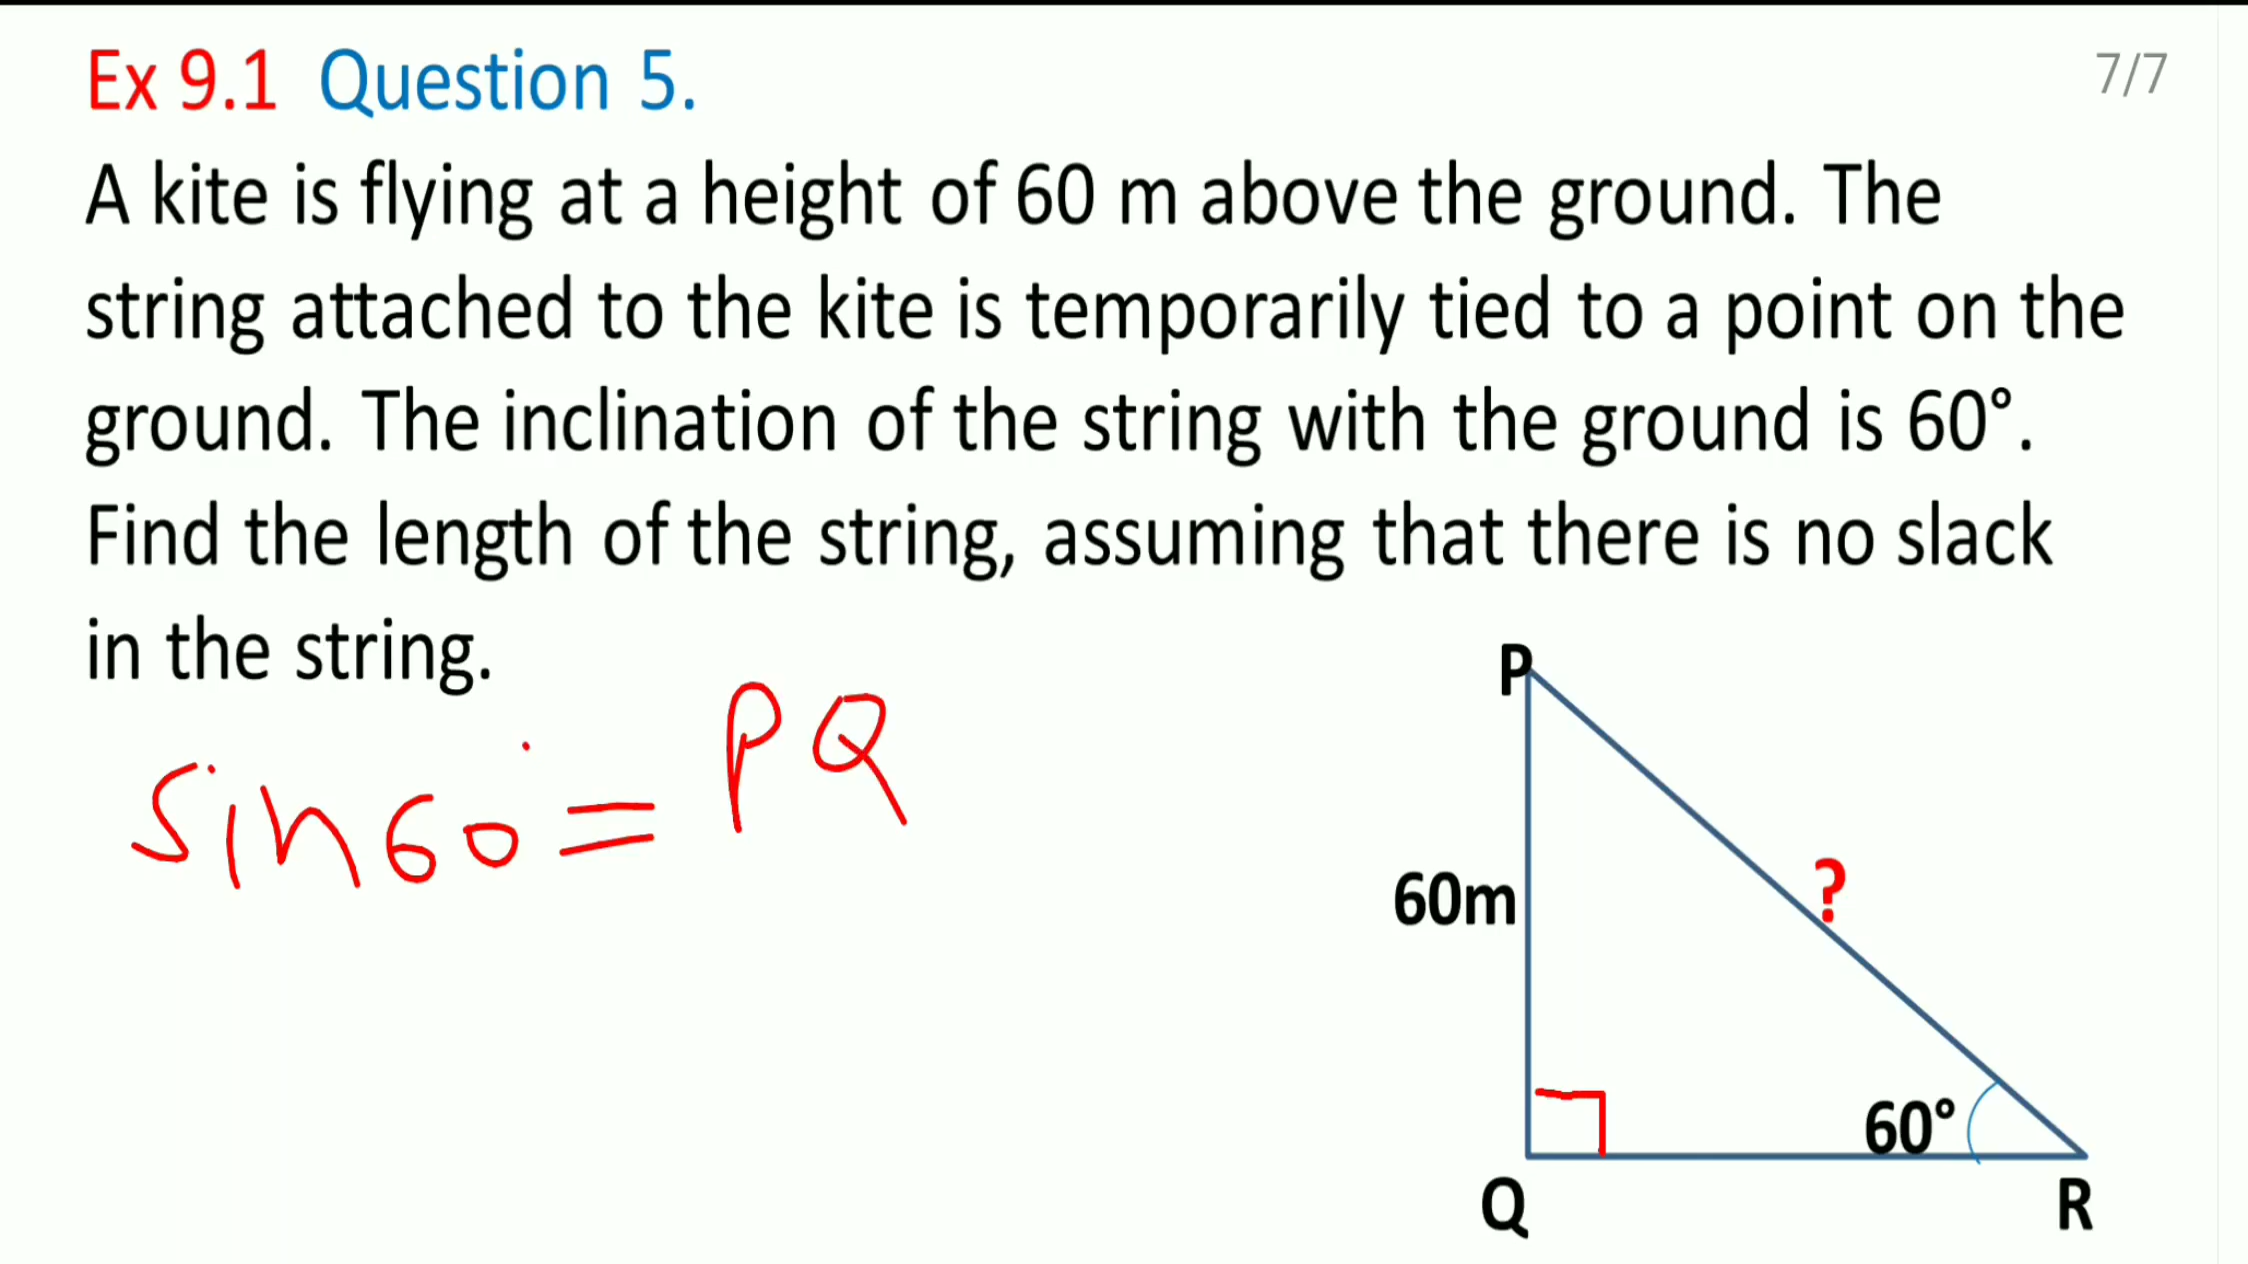 Ex 9.1 Question 5.
7/7
A kite is flying at a height of 60 m above the ground. The
string attached to the kite is temporarily tied to a point on the
ground. The inclination of the string with the ground is 60°.
Find the length of the string, assuming that there is no slack
in the string.
Sin 60° = PQ
P
60m
?
60°
Q
R